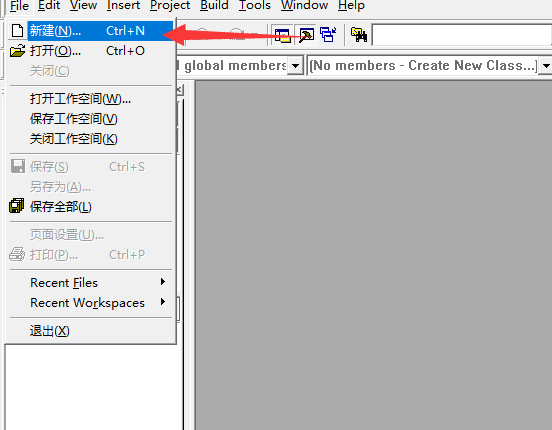 File Edit View Insert Project Build Tools Window Help
新建(N)... Ctrl+N
打开(O)... Ctrl+O
关闭(C)
global members (No members - Create New Class...)
打开工作空间(W)...
保存工作空间(V)
关闭工作空间(K)
保存(S) Ctrl+S
另存为(A)...
保存全部(L)
页面设置(U)...
打印(P)... Ctrl+P
Recent Files
Recent Workspaces
退出(X)